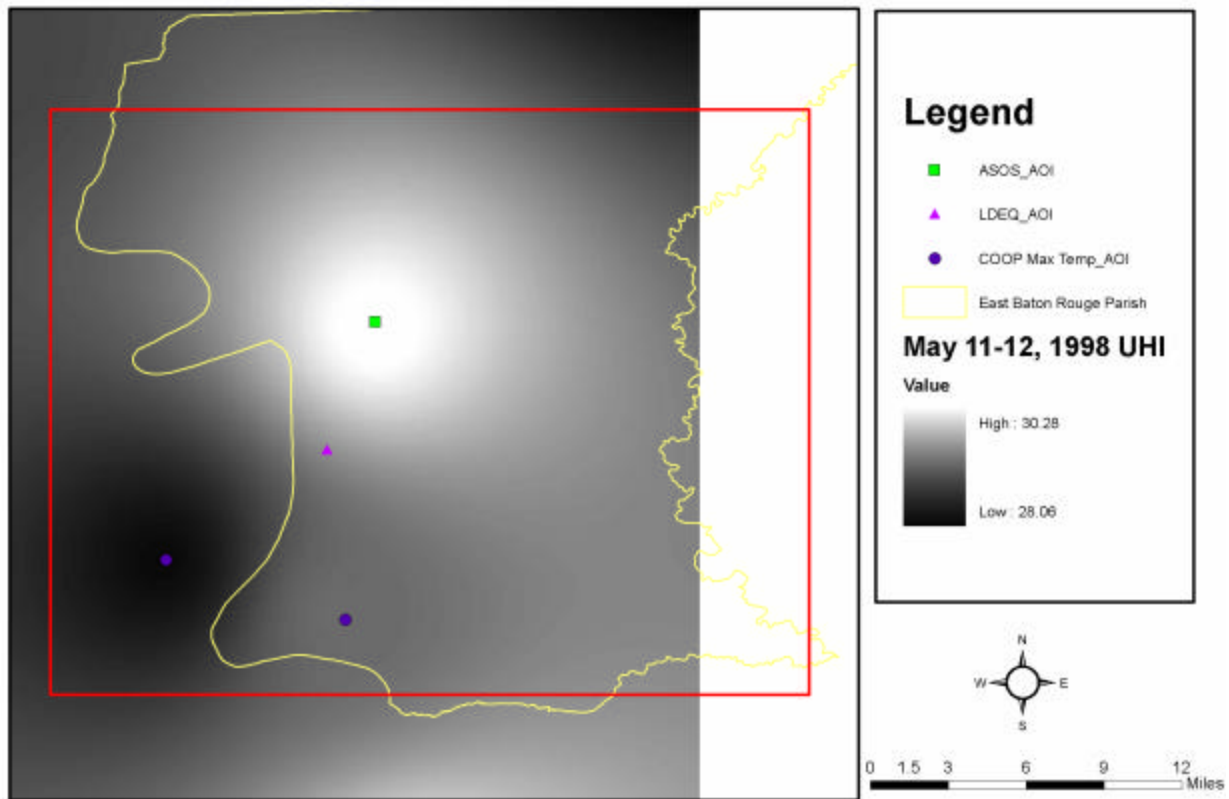 Legend
ASOS_AOI
LDEQ_AOI
COOP Max Temp_AOI
East Baton Rouge Parish
May 11-12, 1998 UHI
Value
High : 30.28
Low : 28.06
N
W E
S
0 1.5 3 6 9 12
Miles